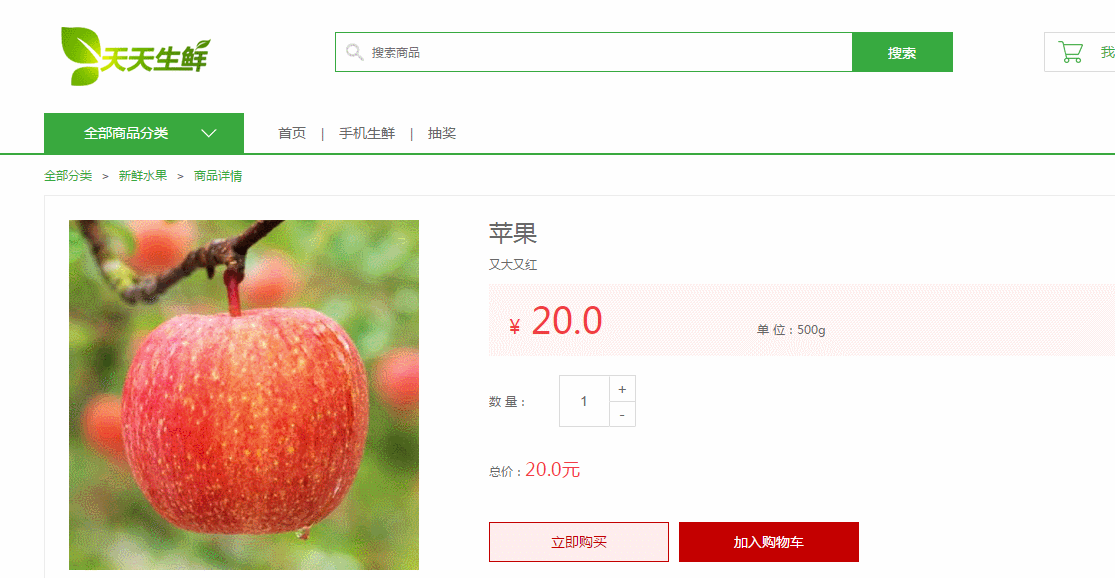 天天生鲜
搜索商品
搜索
我
全部商品分类
首页 | 手机生鲜 | 抽奖
全部分类 > 新鲜水果 > 商品详情
苹果
又大又红
¥ 20.0
单 位：500g
数 量：
1
+
-
总价：20.0元
立即购买
加入购物车